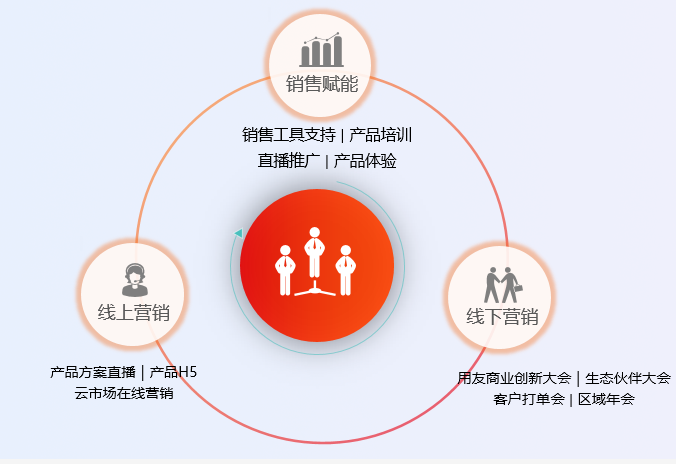 销售赋能
销售工具支持 | 产品培训
直播推广 | 产品体验
线上营销
产品方案直播 | 产品H5
云市场在线营销
线下营销
用友商业创新大会 | 生态伙伴大会
客户打单会 | 区域年会